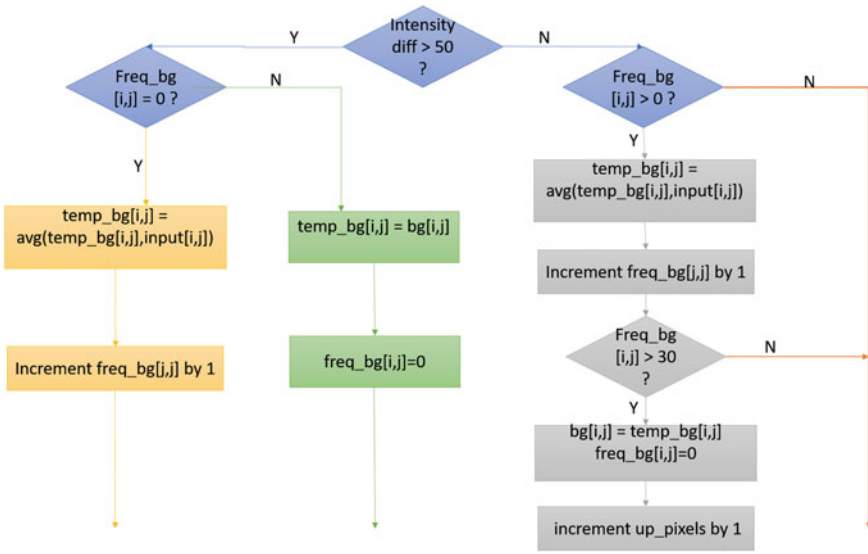 Intensity
diff > 50
?
Y
N
Freq_bg
[i,j] = 0 ?
N
Freq_bg
[i,j] > 0 ?
N
Y
Y
temp_bg[i,j] =
avg(temp_bg[i,j],input[i,j])
temp_bg[i,j] =
avg(temp_bg[i,j],input[i,j])
temp_bg[i,j] = bg[i,j]
Increment freq_bg[j,j] by 1
Increment freq_bg[j,j] by 1
freq_bg[i,j]=0
Freq_bg
[i,j] > 30
?
N
Y
bg[i,j] = temp_bg[i,j]
freq_bg[i,j]=0
increment up_pixels by 1